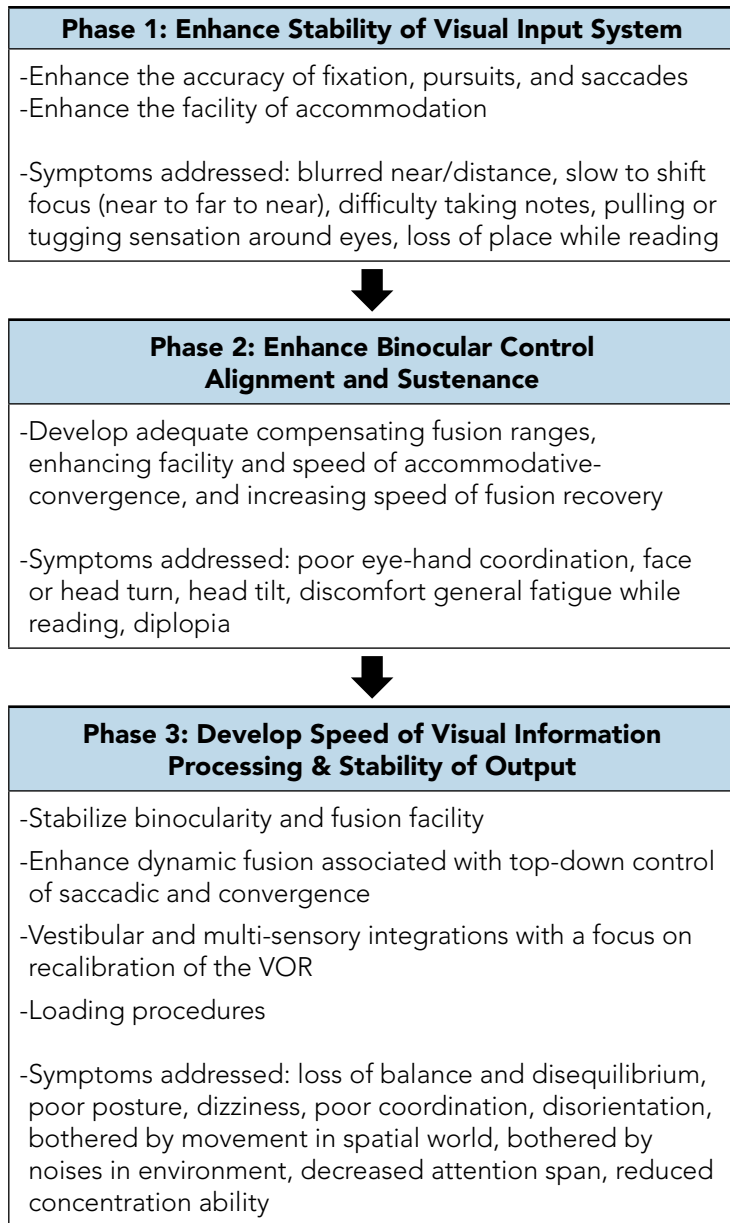 Phase 1: Enhance Stability of Visual Input System
-Enhance the accuracy of fixation, pursuits, and saccades
-Enhance the facility of accommodation
-Symptoms addressed: blurred near/distance, slow to shift
focus (near to far to near), difficulty taking notes, pulling or
tugging sensation around eyes, loss of place while reading
Phase 2: Enhance Binocular Control
Alignment and Sustenance
-Develop adequate compensating fusion ranges,
enhancing facility and speed of accommodative-
convergence, and increasing speed of fusion recovery
-Symptoms addressed: poor eye-hand coordination, face
or head turn, head tilt, discomfort general fatigue while
reading, diplopia
Phase 3: Develop Speed of Visual Information
Processing & Stability of Output
-Stabilize binocularity and fusion facility
-Enhance dynamic fusion associated with top-down control
of saccadic and convergence
-Vestibular and multi-sensory integrations with a focus on
recalibration of the VOR
-Loading procedures
-Symptoms addressed: loss of balance and disequilibrium,
poor posture, dizziness, poor coordination, disorientation,
bothered by movement in spatial world, bothered by
noises in environment, decreased attention span, reduced
concentration ability